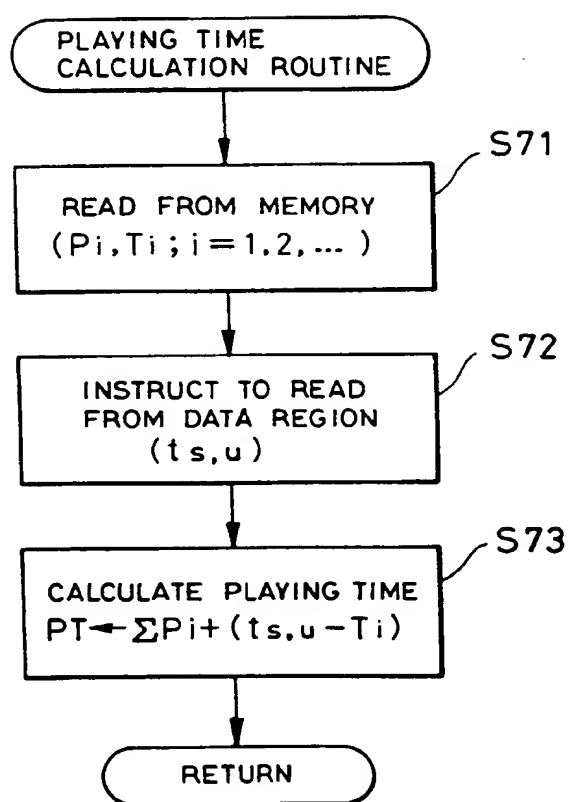 PLAYING TIME
CALCULATION ROUTINE
S71
READ FROM MEMORY
(Pi,Ti;i=1,2,...)
S72
INSTRUCT TO READ
FROM DATA REGION
(ts,u)
S73
CALCULATE PLAYING TIME
PT←ΣPi+(ts,u-Ti)
RETURN